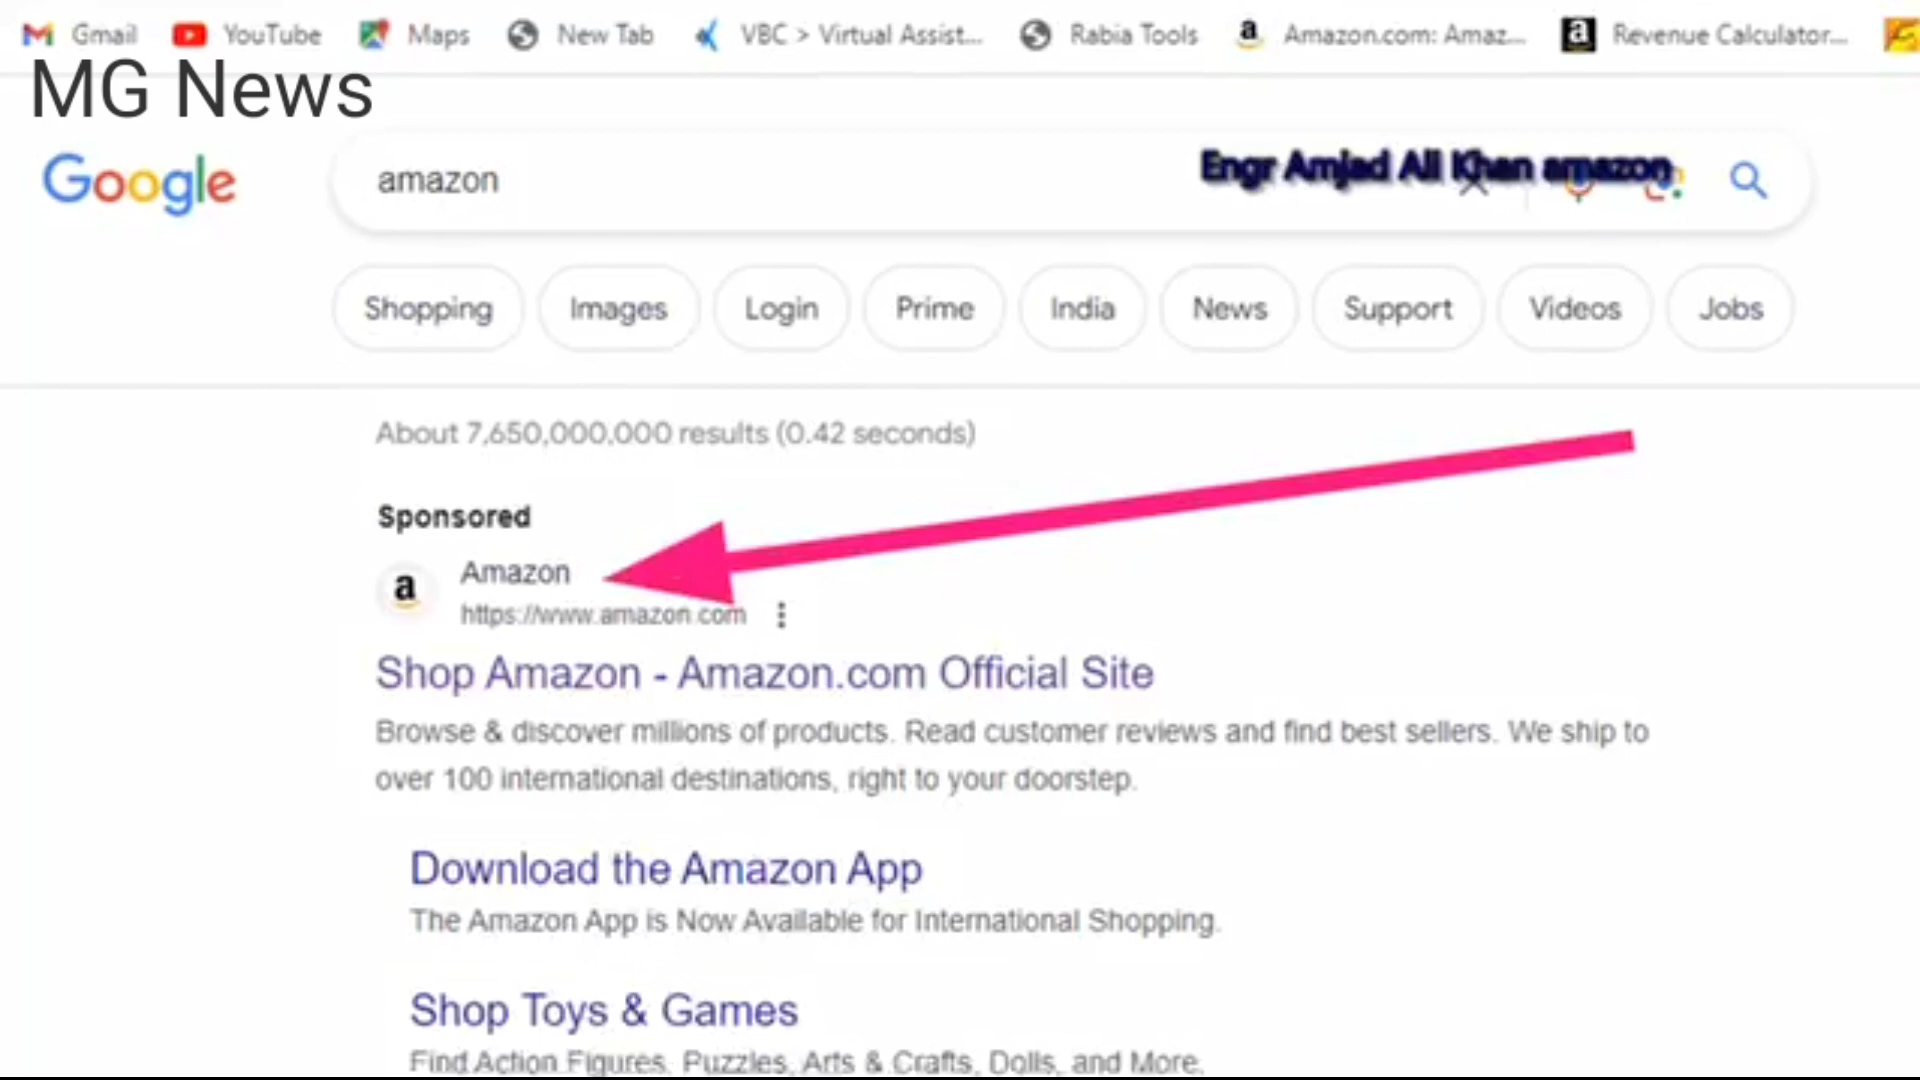 Gmail YouTube Maps New Tab VBC > Virtual Assist... Rabia Tools Amazon.com: Amaz... Revenue Calculator...
MG News
Google amazon Engr Amjad Ali Khan amazon
Shopping Images Login Prime India News Support Videos Jobs
About 7,650,000,000 results (0.42 seconds)
Sponsored
Amazon
https://www.amazon.com
Shop Amazon - Amazon.com Official Site
Browse & discover millions of products. Read customer reviews and find best sellers. We ship to
over 100 international destinations, right to your doorstep.
Download the Amazon App
The Amazon App is Now Available for International Shopping.
Shop Toys & Games
Find Action Figures, Puzzles, Arts & Crafts, Dolls, and More.